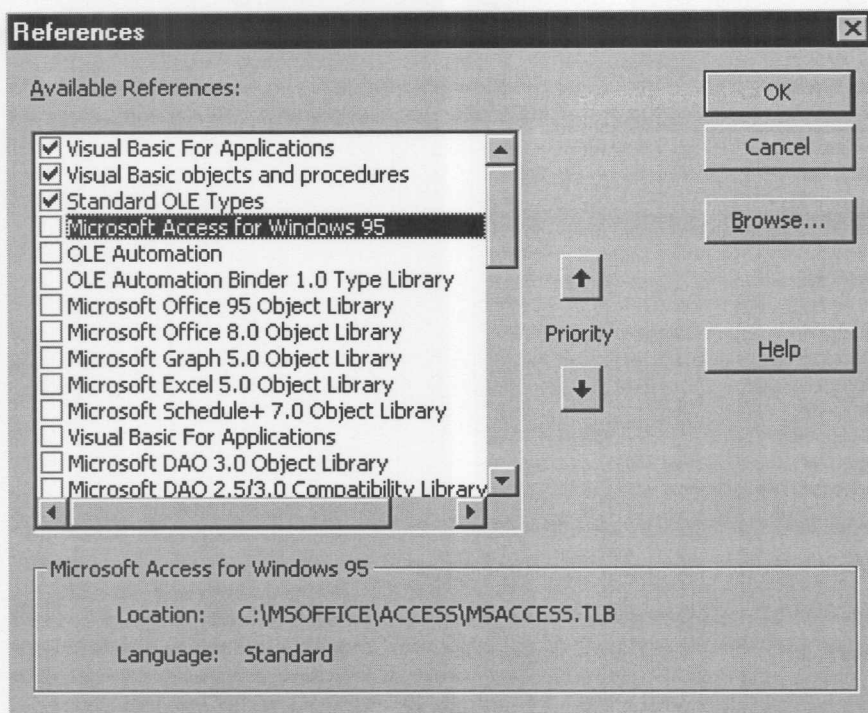 References
Available References:
Visual Basic For Applications
Visual Basic objects and procedures
Standard OLE Types
Microsoft Access for Windows 95
OLE Automation
OLE Automation Binder 1.0 Type Library
Microsoft Office 95 Object Library
Microsoft Office 8.0 Object Library
Microsoft Graph 5.0 Object Library
Microsoft Excel 5.0 Object Library
Microsoft Schedule+ 7.0 Object Library
Visual Basic For Applications
Microsoft DAO 3.0 Object Library
Microsoft DAO 2.5/3.0 Compatibility Library
OK
Cancel
Browse...
Priority
Help
Microsoft Access for Windows 95
Location: C:\MSOFFICE\ACCESS\MSACCESS.TLB
Language: Standard